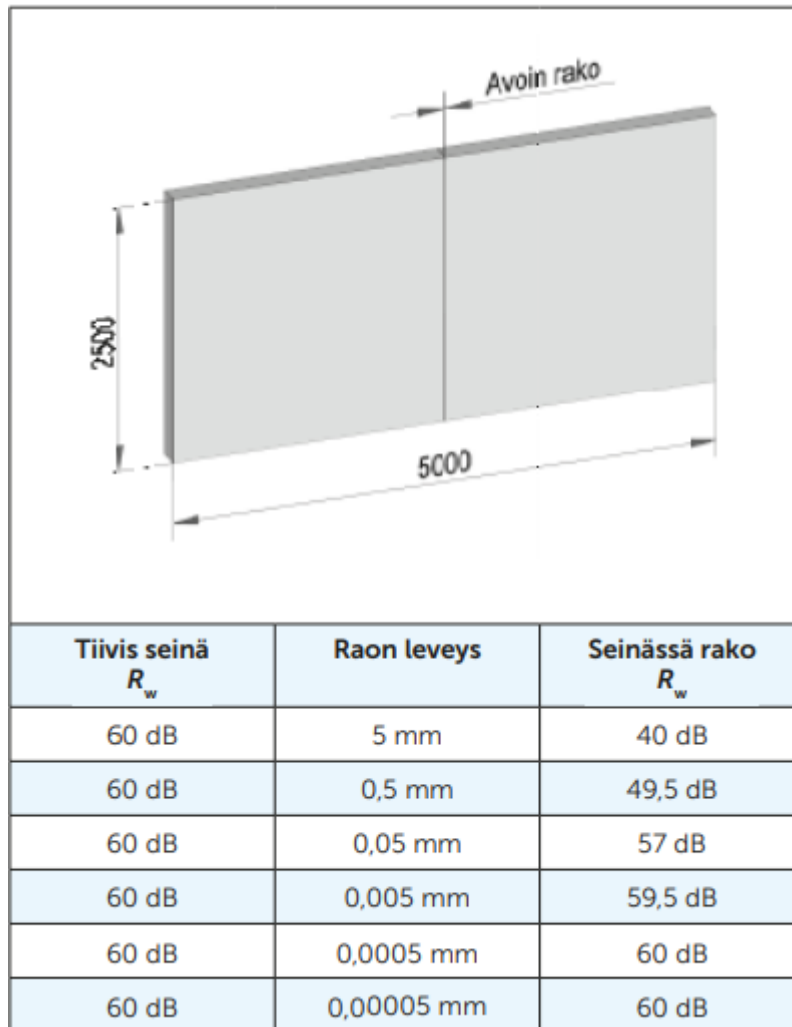 Avoin rako
2500
5000
Tiivis seinä Raon leveys Seinässä rako
Rw Rw
60 dB 5 mm 40 dB
60 dB 0,5 mm 49,5 dB
60 dB 0,05 mm 57 dB
60 dB 0,005 mm 59,5 dB
60 dB 0,0005 mm 60 dB
60 dB 0,00005 mm 60 dB